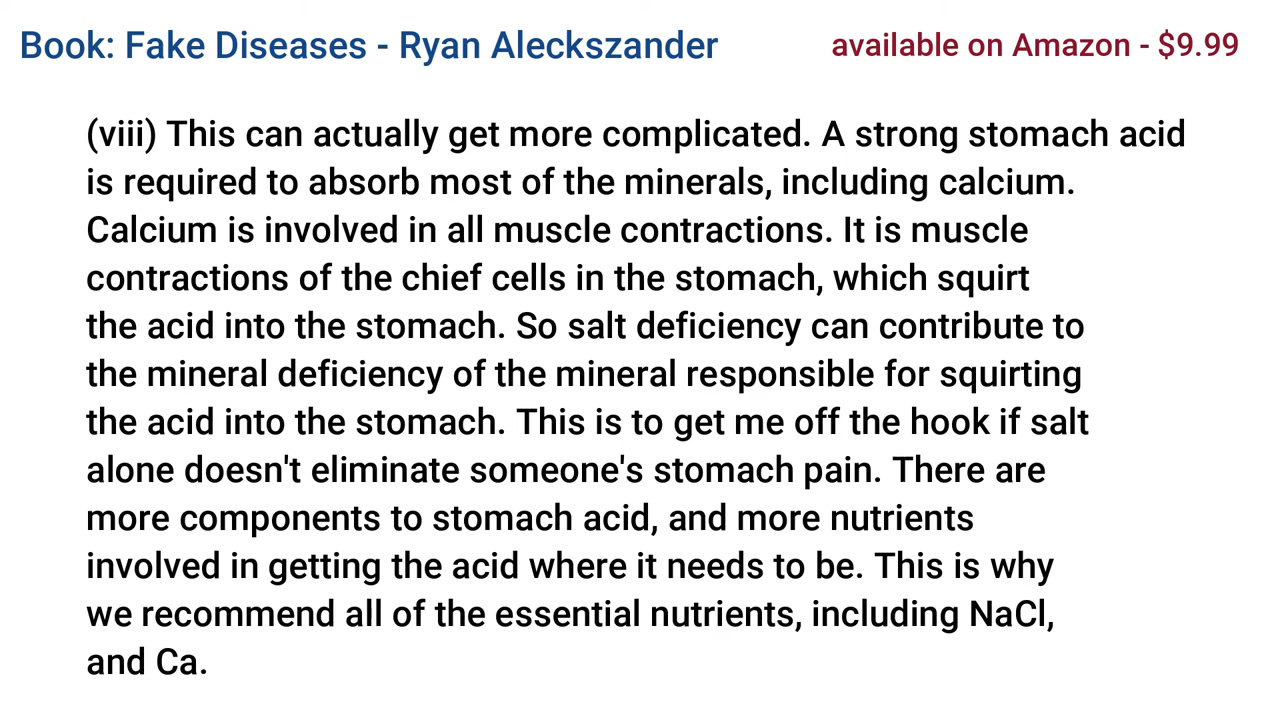 Book: Fake Diseases - Ryan Aleckszander
available on Amazon - $9.99
(viii) This can actually get more complicated. A strong stomach acid
is required to absorb most of the minerals, including calcium.
Calcium is involved in all muscle contractions. It is muscle
contractions of the chief cells in the stomach, which squirt
the acid into the stomach. So salt deficiency can contribute to
the mineral deficiency of the mineral responsible for squirting
the acid into the stomach. This is to get me off the hook if salt
alone doesn't eliminate someone's stomach pain. There are
more components to stomach acid, and more nutrients
involved in getting the acid where it needs to be. This is why
we recommend all of the essential nutrients, including NaCl,
and Ca.